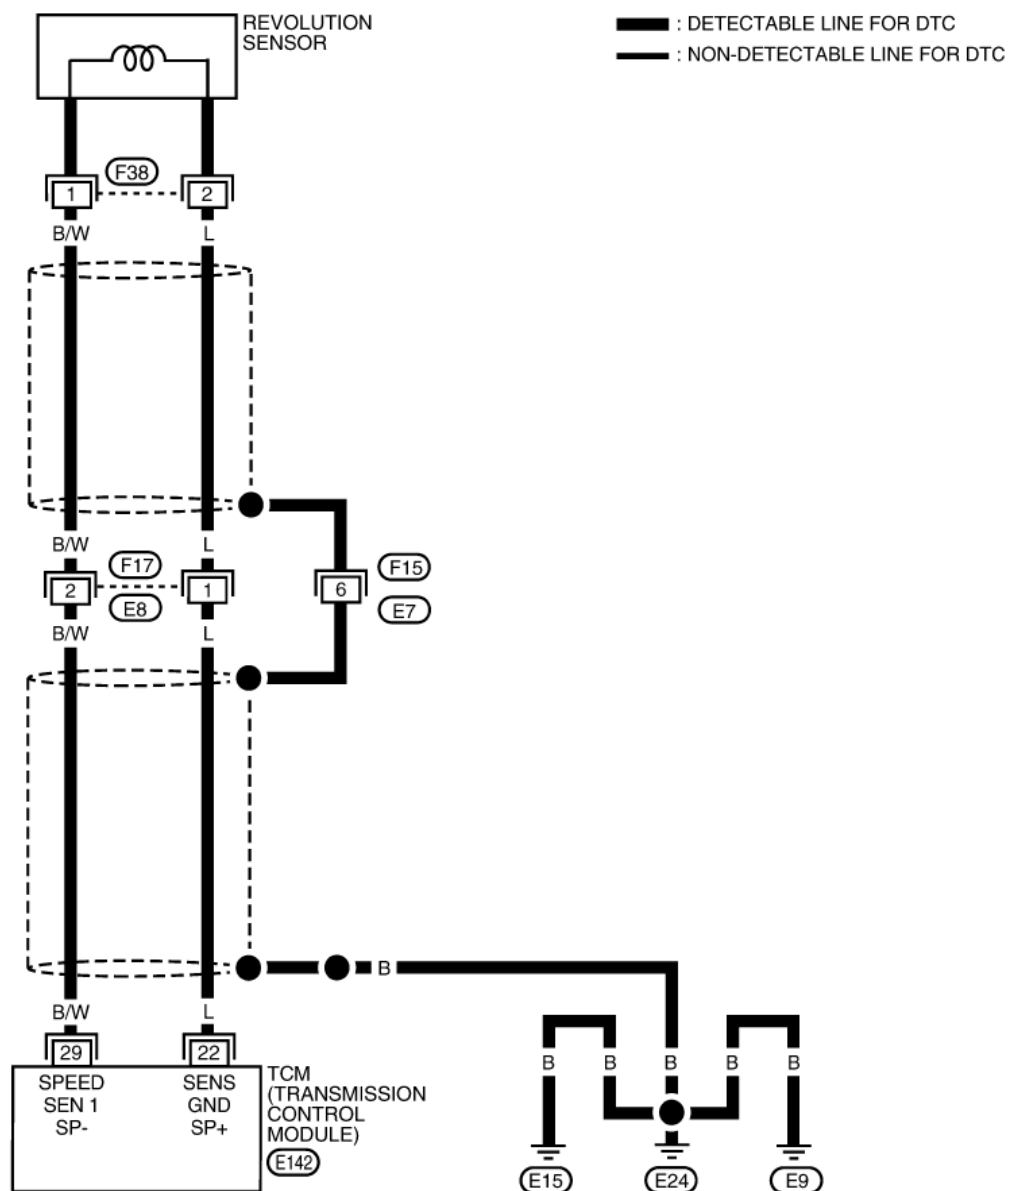 REVOLUTION
SENSOR
: DETECTABLE LINE FOR DTC
: NON-DETECTABLE LINE FOR DTC
F38
1
2
B/W
L
B/W
L
F17
F15
2
1
6
E8
E7
B/W
L
B
B/W
L
29
22
SPEED
SEN 1
SP-
SENS
GND
SP+
TCM
(TRANSMISSION
CONTROL
MODULE)
E142
B
B
B
B
B
E15
E24
E9